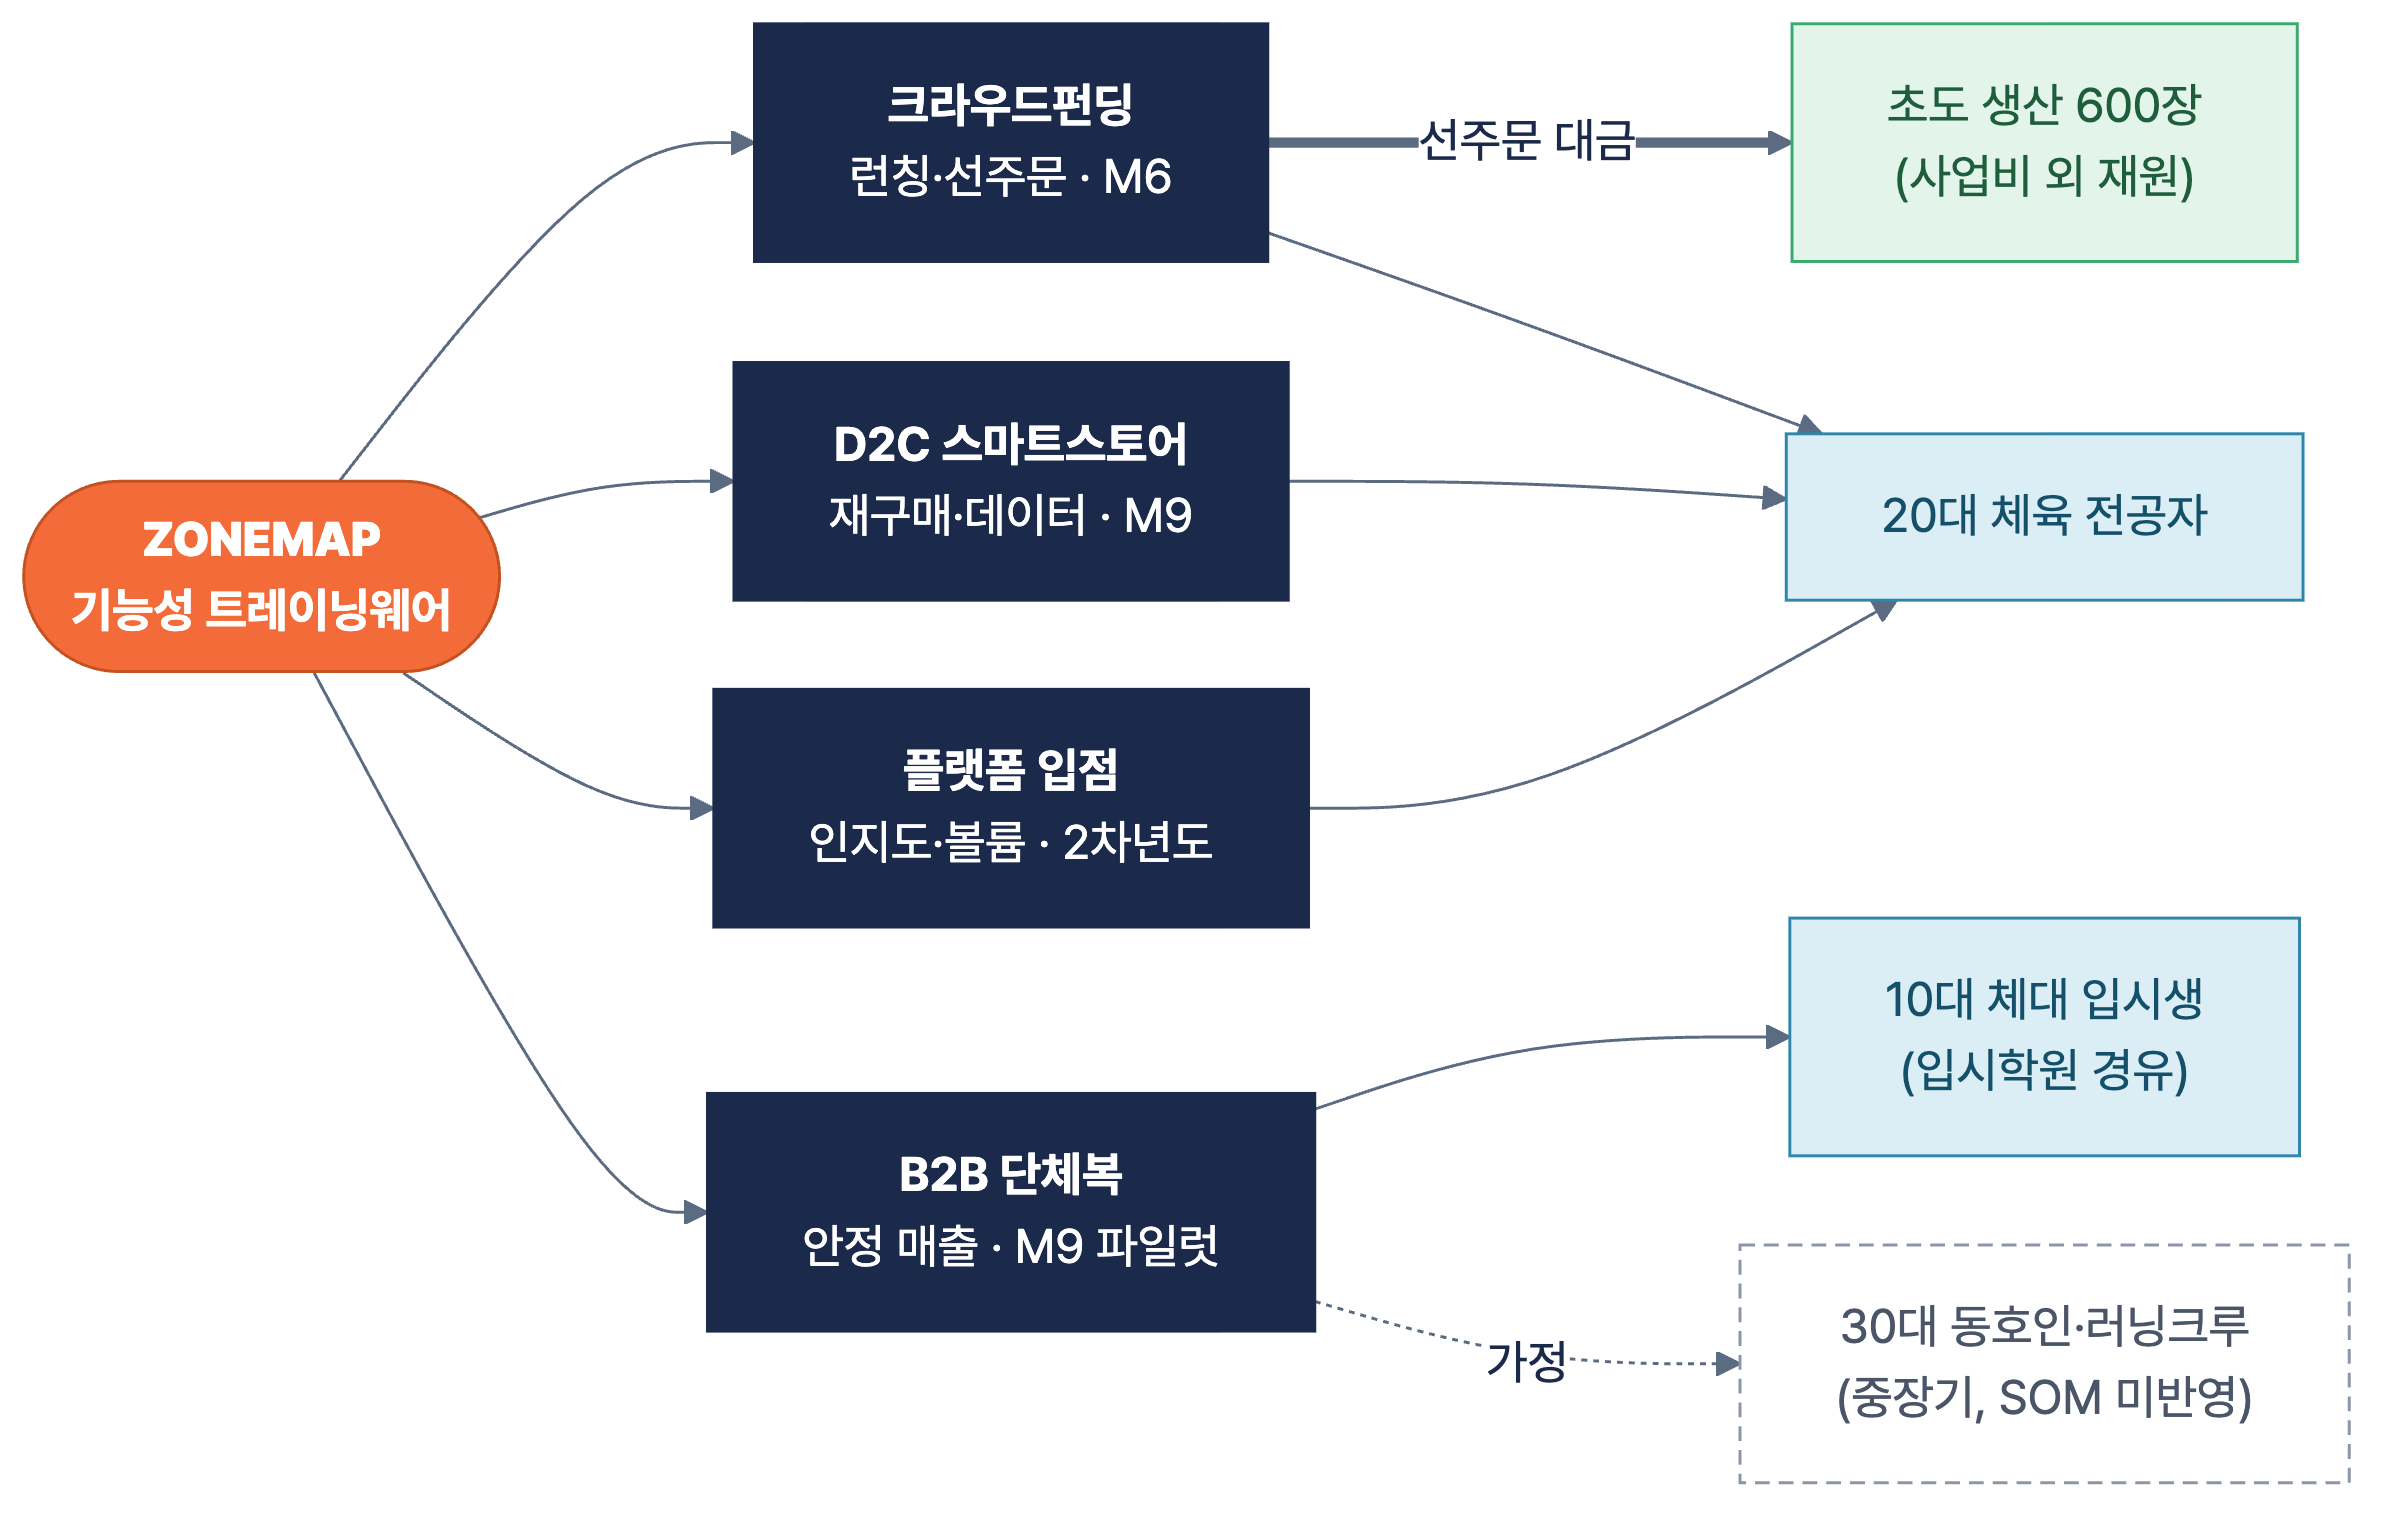 ZONEMAP
기능성 트레이닝웨어
크라우드펀딩
런칭·선주문 · M6
D2C 스마트스토어
재구매·데이터 · M9
플랫폼 입점
인지도·볼륨 · 2차년도
B2B 단체복
안정 매출 · M9 파일럿
선주문 대금
가정
초도 생산 600장
(사업비 외 재원)
20대 체육 전공자
10대 체대 입시생
(입시학원 경유)
30대 동호인·러닝크루
(중장기, SOM 미반영)